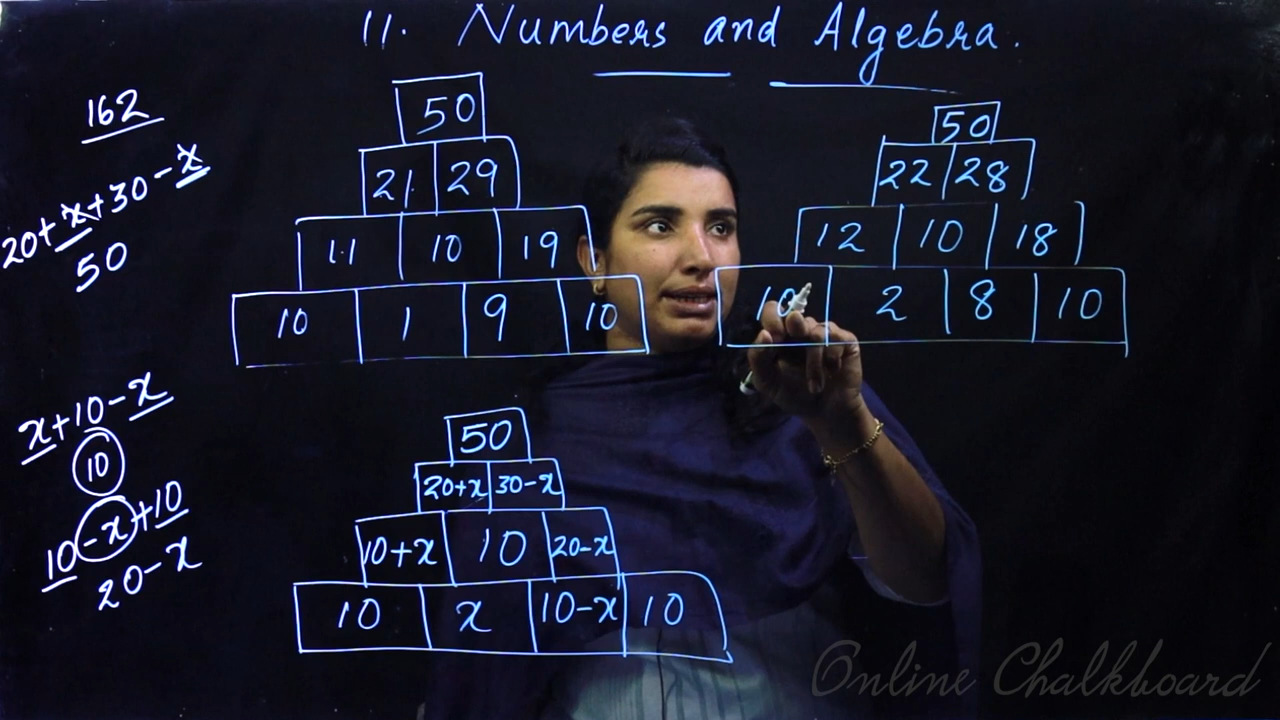 11. Numbers and Algebra.
162
20+x+30-x
50
50
21 29
11 10 19
10 1 9 10
50
22 28
12 10 18
10 2 8 10
x+10-x
10
10-x+10
20-x
50
20+x 30-x
10+x 10 20-x
10 x 10-x 10
Online Chalkboard